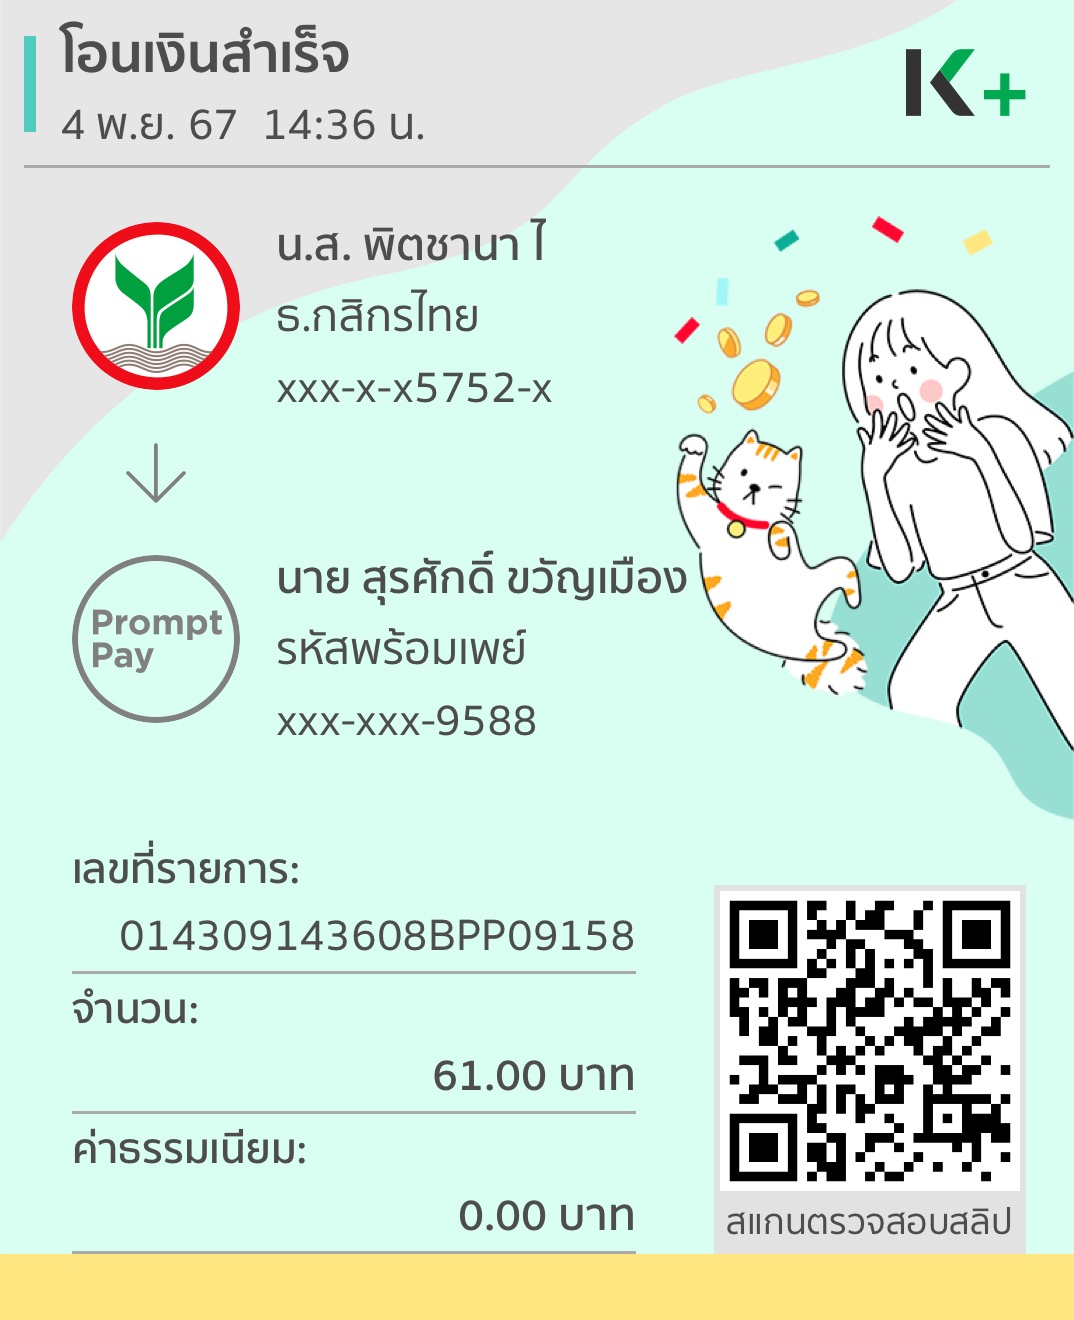 โอนเงินสำเร็จ
4 พ.ย. 67 14:36 น.
K+
น.ส. พิตชานา ไ
ธ.กสิกรไทย
xxx-x-x5752-x
Prompt
Pay
นาย สุรศักดิ์ ขวัญเมือง
รหัสพร้อมเพย์
xxx-xxx-9588
เลขที่รายการ:
014309143608BPP09158
จำนวน:
61.00 บาท
ค่าธรรมเนียม:
0.00 บาท
สแกนตรวจสอบสลิป